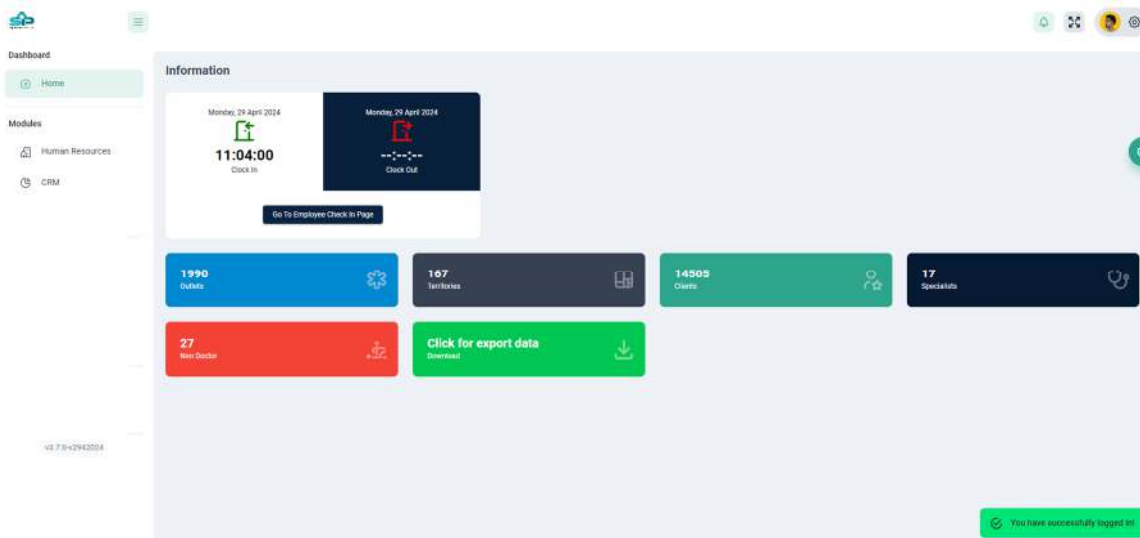 SP
Dashboard
Home
Modules
Human Resources
CRM
Information
Monday, 29 April 2024
11:04:00
Clock In
Monday, 29 April 2024
--:--:--
Clock Out
Go To Employee Check In Page
1990
Outlets
167
Territories
14505
Clients
17
Specialists
27
Non Doctor
Click for export data
Download
You have successfully logged in!